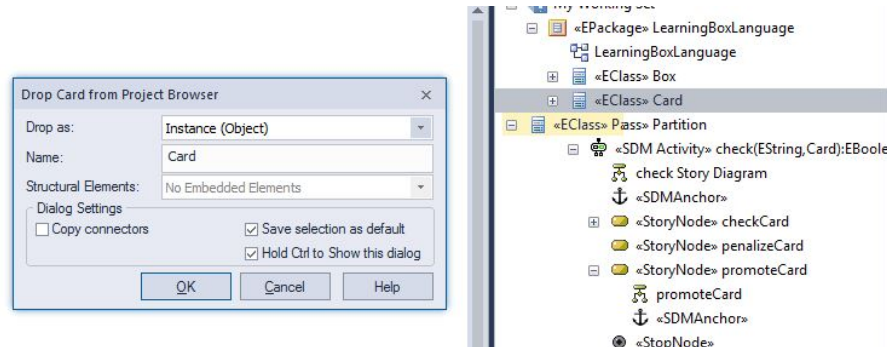 Drop Card from Project Browser
Drop as:
Instance (Object)
Name:
Card
Structural Elements:
No Embedded Elements
Dialog Settings
Copy connectors
Save selection as default
Hold Ctrl to Show this dialog
OK
Cancel
Help
My Working Set
«EPackage» LearningBoxLanguage
LearningBoxLanguage
«EClass» Box
«EClass» Card
«EClass» Partition
«SDM Activity» check(EString,Card):EBoole
check Story Diagram
«SDMAnchor»
«StoryNode» checkCard
«StoryNode» penalizeCard
«StoryNode» promoteCard
promoteCard
«SDMAnchor»
«StopNode»